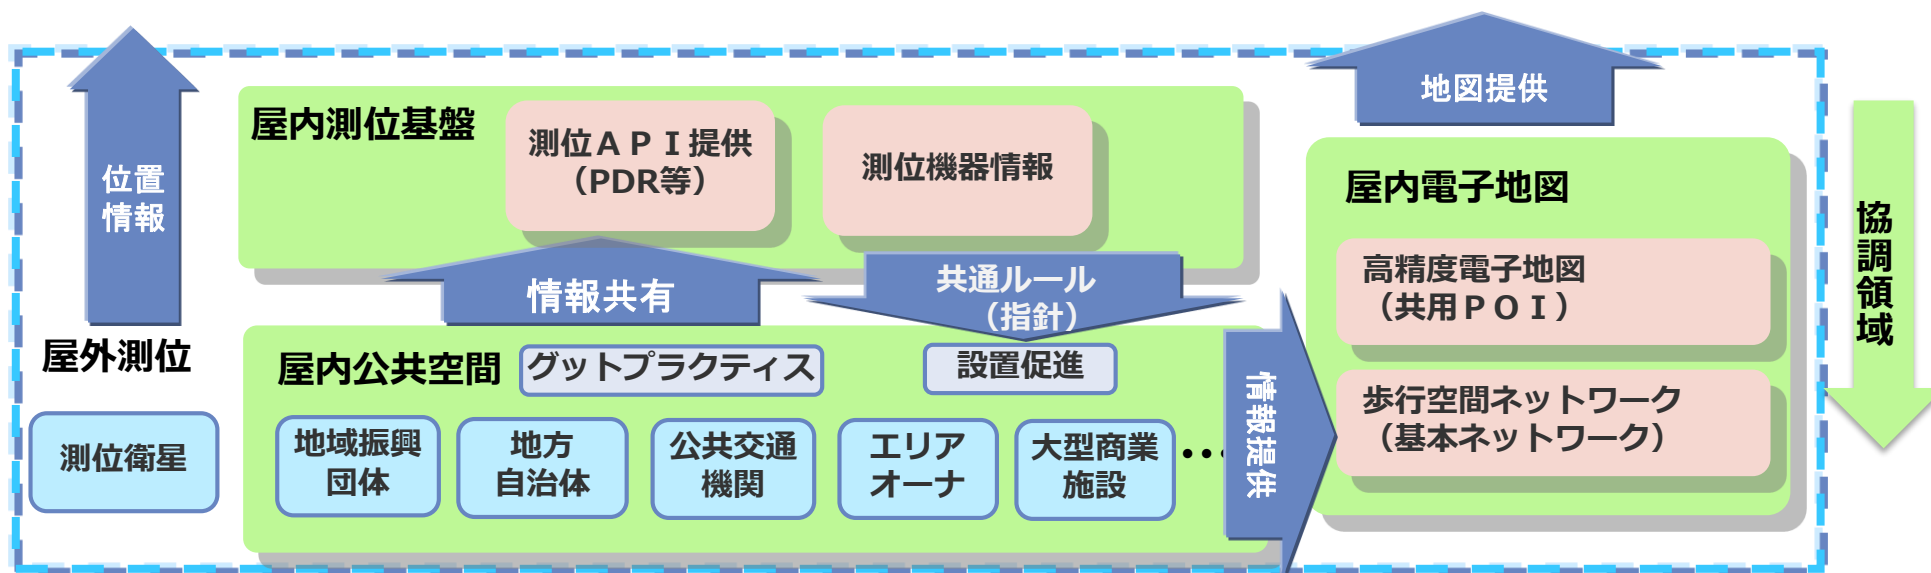 位置
情報
屋外測位
測位衛星
屋内測位基盤
測位ＡＰＩ提供
（PDR等）
測位機器情報
情報共有
共通ルール
（指針）
屋内公共空間
グットプラクティス
設置促進
地域振興
団体
地方
自治体
公共交通
機関
エリア
オーナ
大型商業
施設
…
情報提供
地図提供
屋内電子地図
高精度電子地図
（共用ＰＯＩ）
歩行空間ネットワーク
（基本ネットワーク）
協調領域